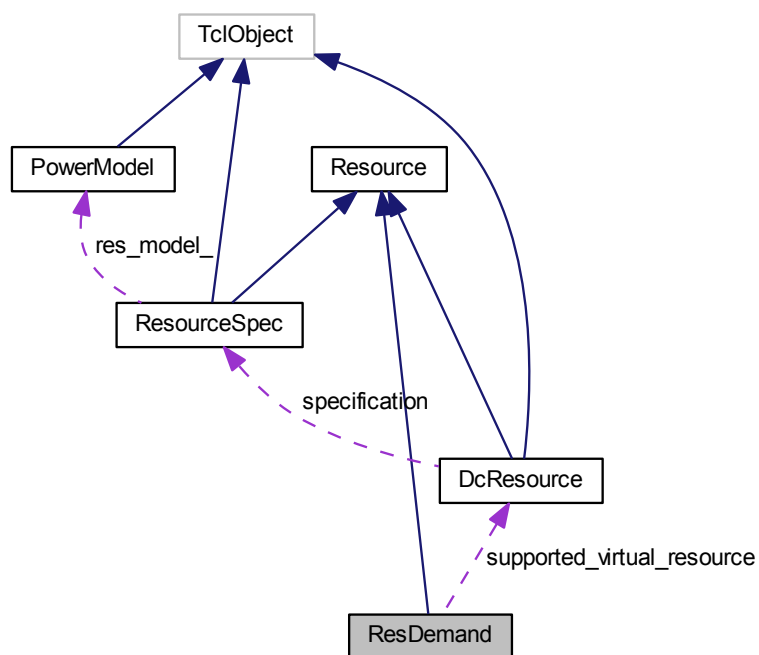 TclObject
PowerModel
Resource
res_model_
ResourceSpec
specification
DcResource
supported_virtual_resource
ResDemand